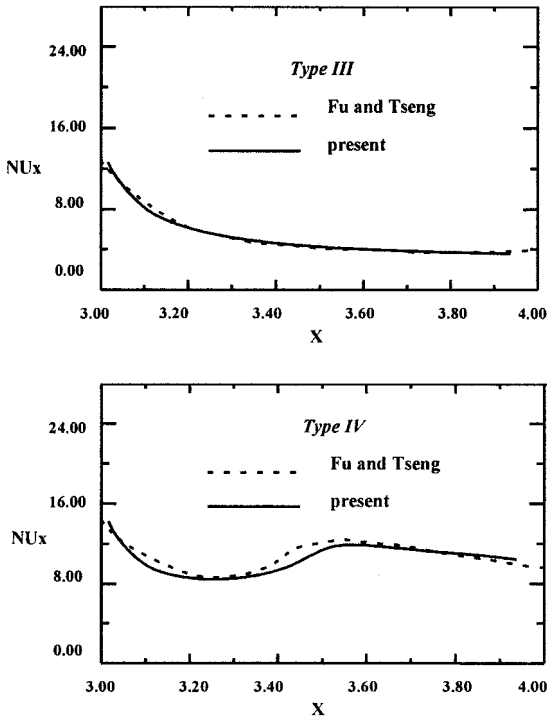 24.00
Type III
Fu and Tseng
16.00
present
NUx
8.00
0.00
3.00 3.20 3.40 3.60 3.80 4.00
X
24.00
Type IV
Fu and Tseng
16.00
present
NUx
8.00
0.00
3.00 3.20 3.40 3.60 3.80 4.00
X